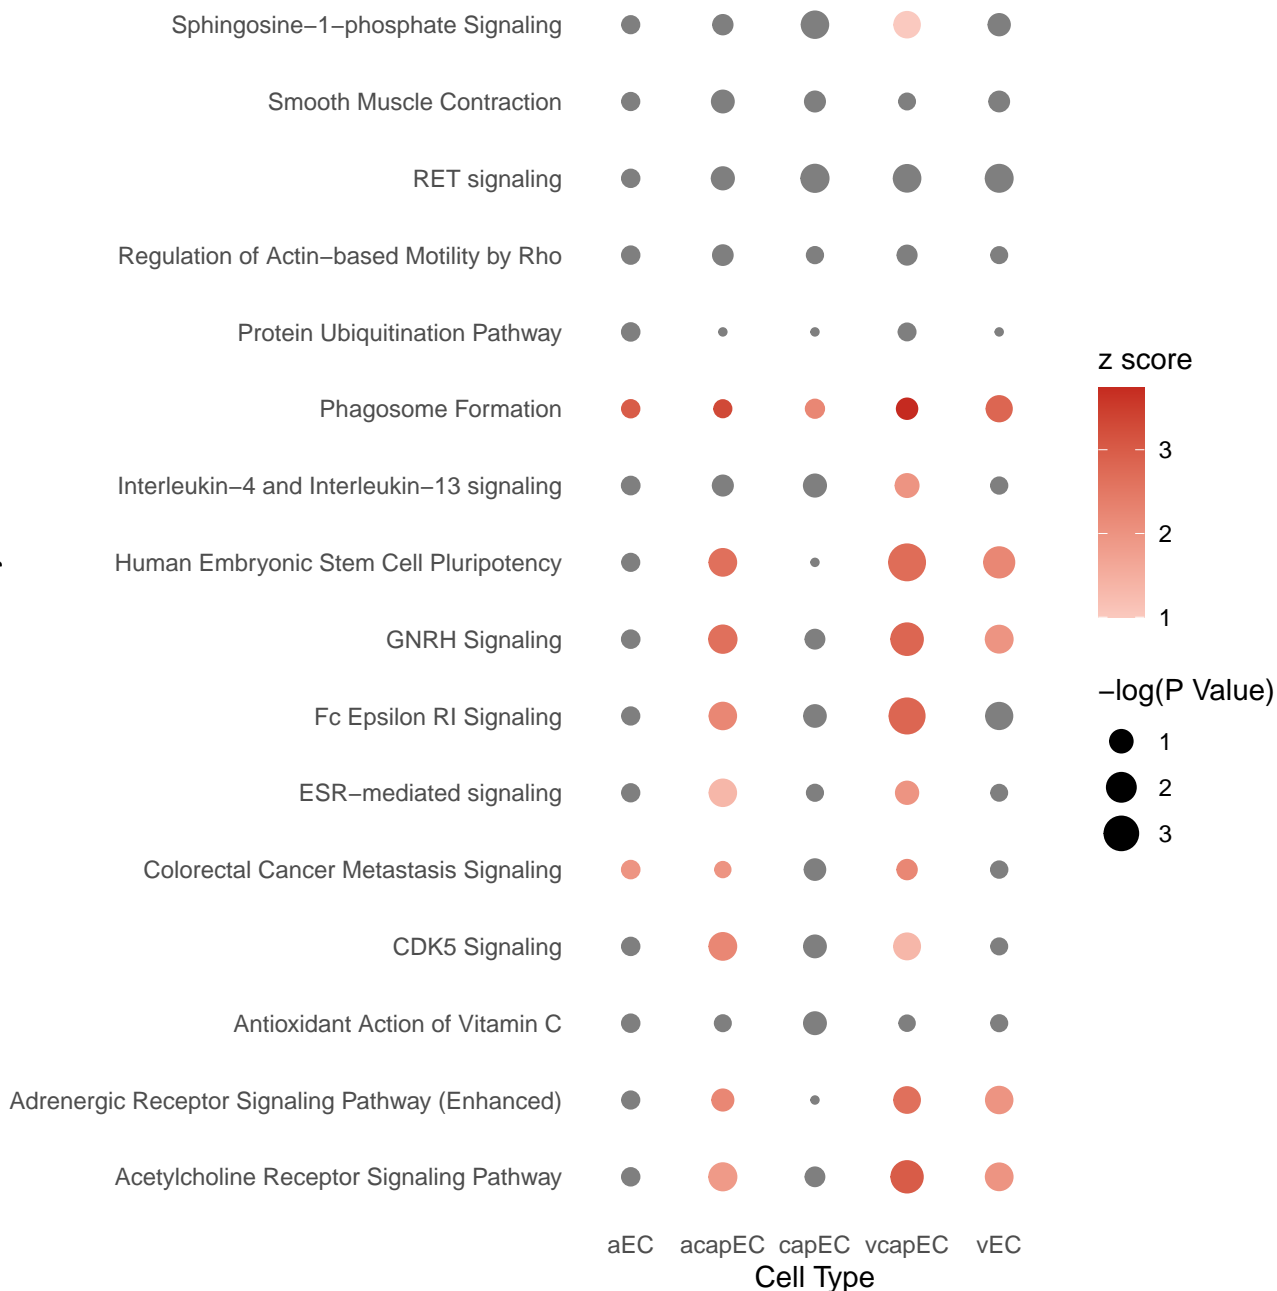 Sphingosine−1−phosphate Signaling
Smooth Muscle Contraction
RET signaling
Regulation of Actin−based Motility by Rho
Protein Ubiquitination Pathway
Phagosome Formation
Interleukin−4 and Interleukin−13 signaling
Human Embryonic Stem Cell Pluripotency
GNRH Signaling
Fc Epsilon RI Signaling
ESR−mediated signaling
Colorectal Cancer Metastasis Signaling
CDK5 Signaling
Antioxidant Action of Vitamin C
Adrenergic Receptor Signaling Pathway (Enhanced)
Acetylcholine Receptor Signaling Pathway
aEC acapEC capEC vcapEC vEC
Cell Type
z score
3
2
1
−log(P Value)
1
2
3